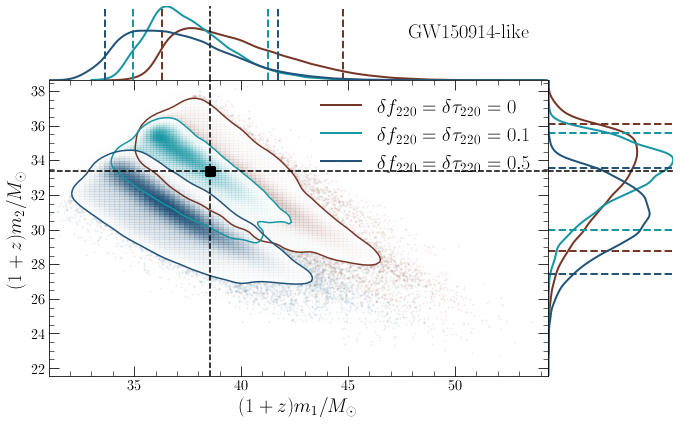 GW150914-like
δf₂₂₀ = δτ₂₂₀ = 0
δf₂₂₀ = δτ₂₂₀ = 0.1
δf₂₂₀ = δτ₂₂₀ = 0.5
(1 + z)m₂/M⊙
38
36
34
32
30
28
26
24
22
35 40 45 50
(1 + z)m₁/M⊙